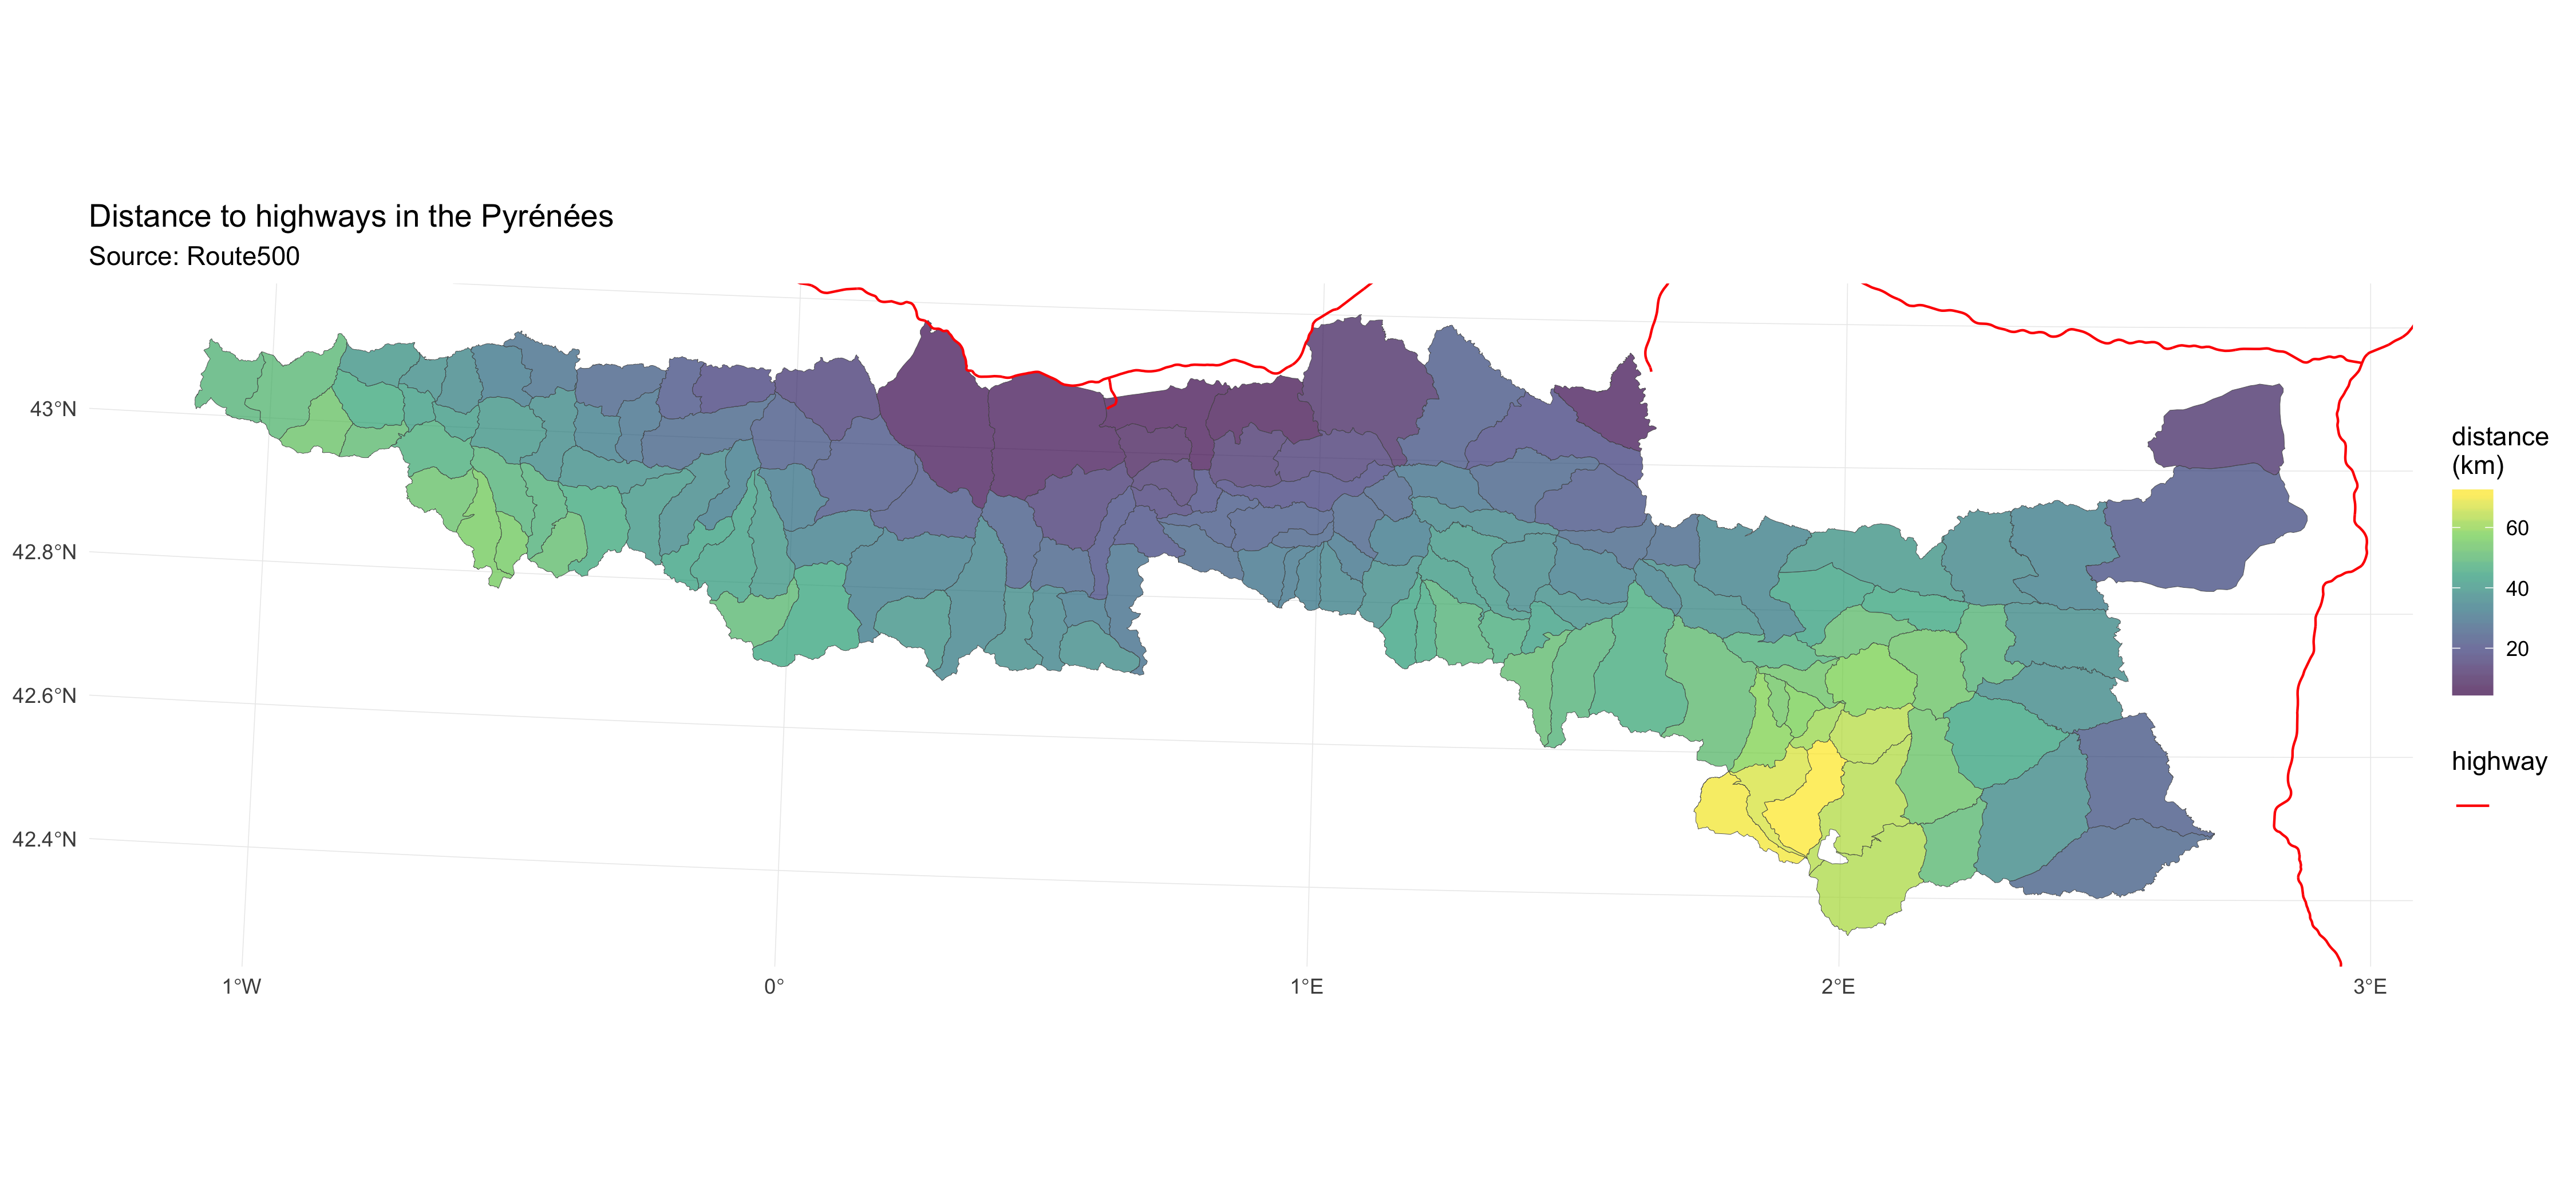 Distance to highways in the Pyrénées
Source: Route500
43°N
42.8°N
42.6°N
42.4°N
1°W
0°
1°E
2°E
3°E
distance
(km)
60
40
20
highway